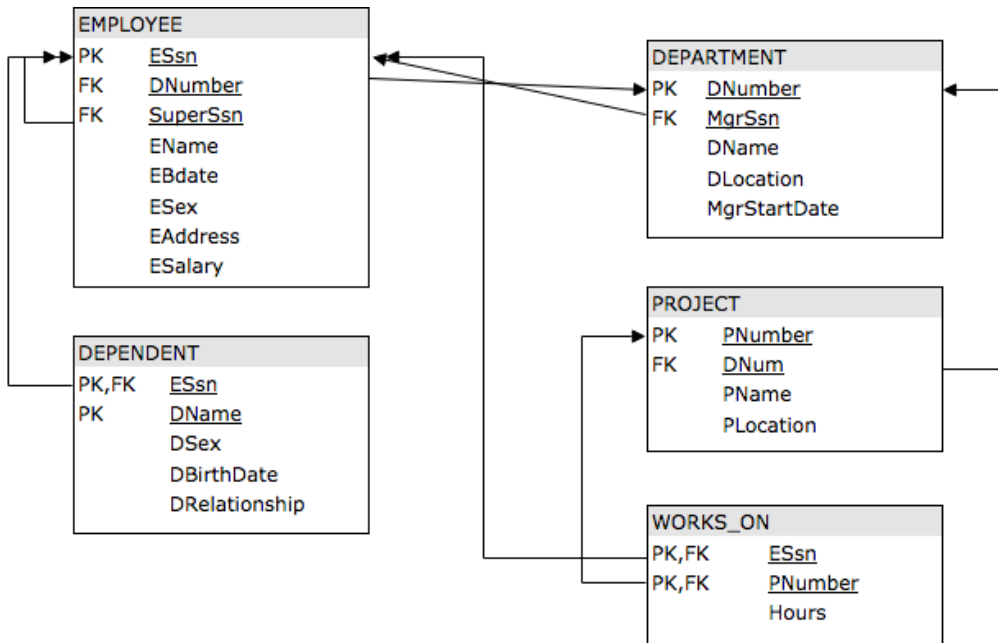 EMPLOYEE
PK ESsn
FK DNumber
FK SuperSsn
EName
EBdate
ESex
EAddress
ESalary
DEPARTMENT
PK DNumber
FK MgrSsn
DName
DLocation
MgrStartDate
DEPENDENT
PK,FK ESsn
PK DName
DSex
DBirthDate
DRelationship
PROJECT
PK PNumber
FK DNum
PName
PLocation
WORKS_ON
PK,FK ESsn
PK,FK PNumber
Hours